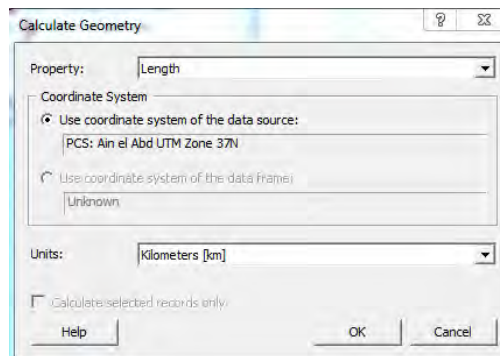 Calculate Geometry
Property: Length
Coordinate System
Use coordinate system of the data source:
PCS: Ain el Abd UTM Zone 37N
Use coordinate system of the data frame:
Unknown
Units: Kilometers [km]
Calculate selected records only
Help OK Cancel